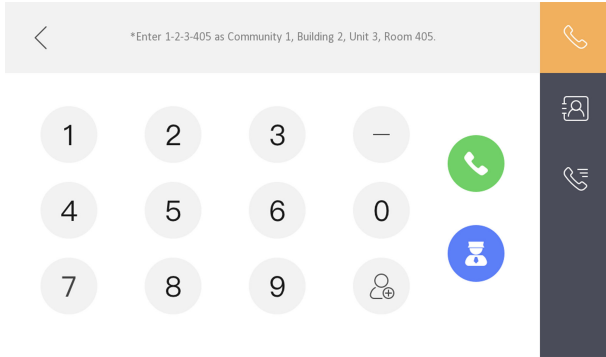 *Enter 1-2-3-405 as Community 1, Building 2, Unit 3, Room 405.
1 2 3 —
4 5 6 0
7 8 9